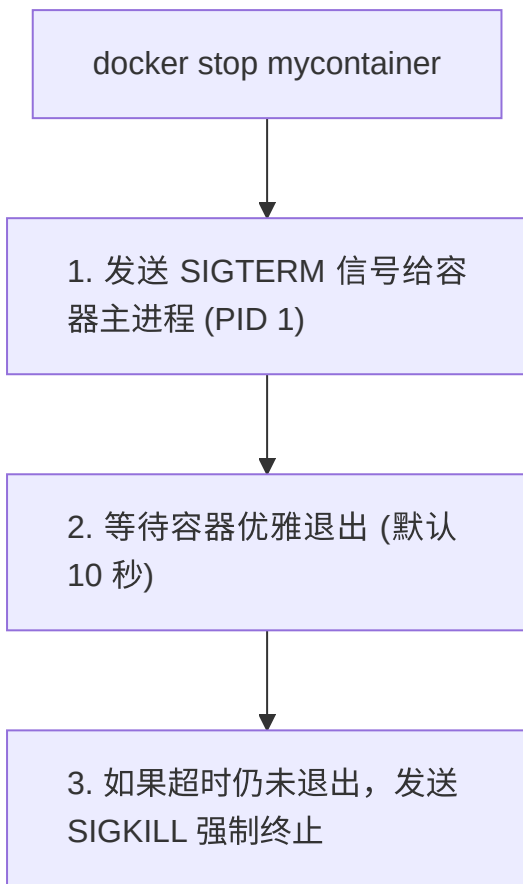 docker stop mycontainer
1. 发送 SIGTERM 信号给容
器主进程 (PID 1)
2. 等待容器优雅退出 (默认
10 秒)
3. 如果超时仍未退出，发送
SIGKILL 强制终止